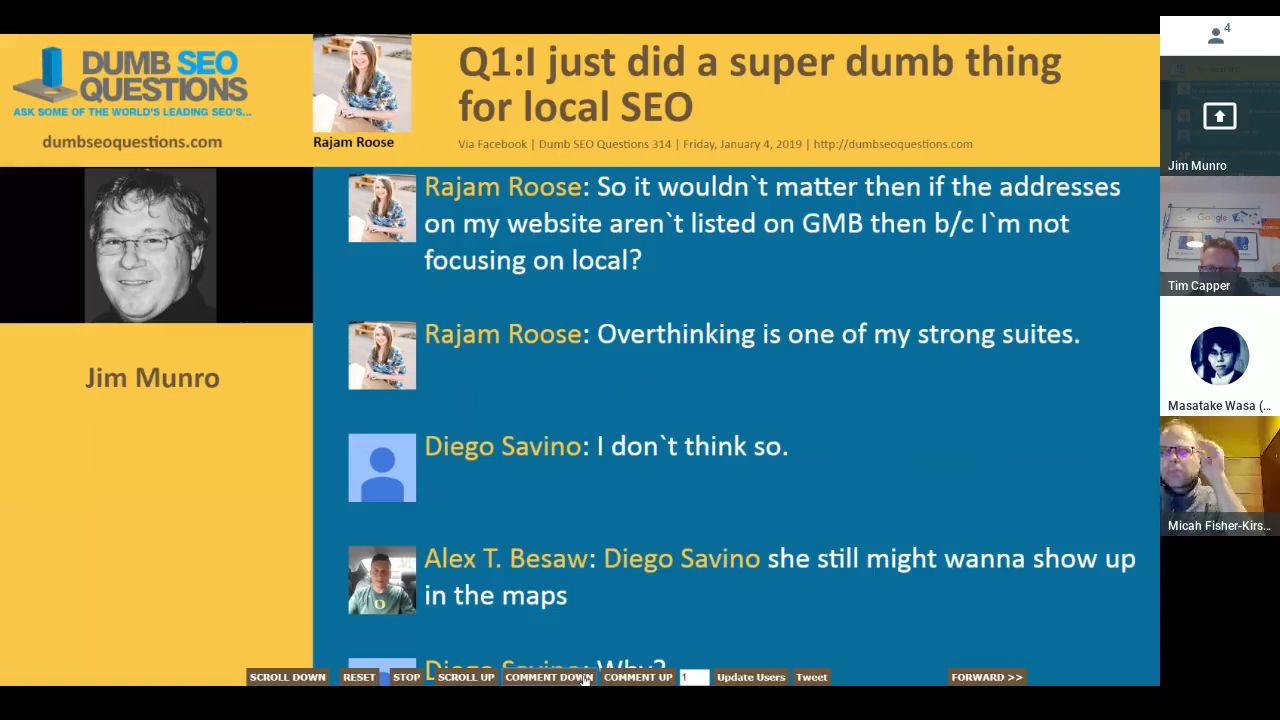 DUMB SEO
QUESTIONS
ASK SOME OF THE WORLD'S LEADING SEO'S...
dumbseoquestions.com
Rajam Roose
Q1:I just did a super dumb thing
for local SEO
Via Facebook | Dumb SEO Questions 314 | Friday, January 4, 2019 | http://dumbseoquestions.com
Jim Munro
Rajam Roose: So it wouldn`t matter then if the addresses
on my website aren`t listed on GMB then b/c I`m not
focusing on local?
Rajam Roose: Overthinking is one of my strong suites.
Diego Savino: I don`t think so.
Alex T. Besaw: Diego Savino she still might wanna show up
in the maps
Diego Savino: Why?
SCROLL DOWN RESET STOP SCROLL UP COMMENT DOWN COMMENT UP 1 Update Users Tweet FORWARD >>
4
Jim Munro
Google
Tim Capper
Masatake Wasa (...
Micah Fisher-Kirs...